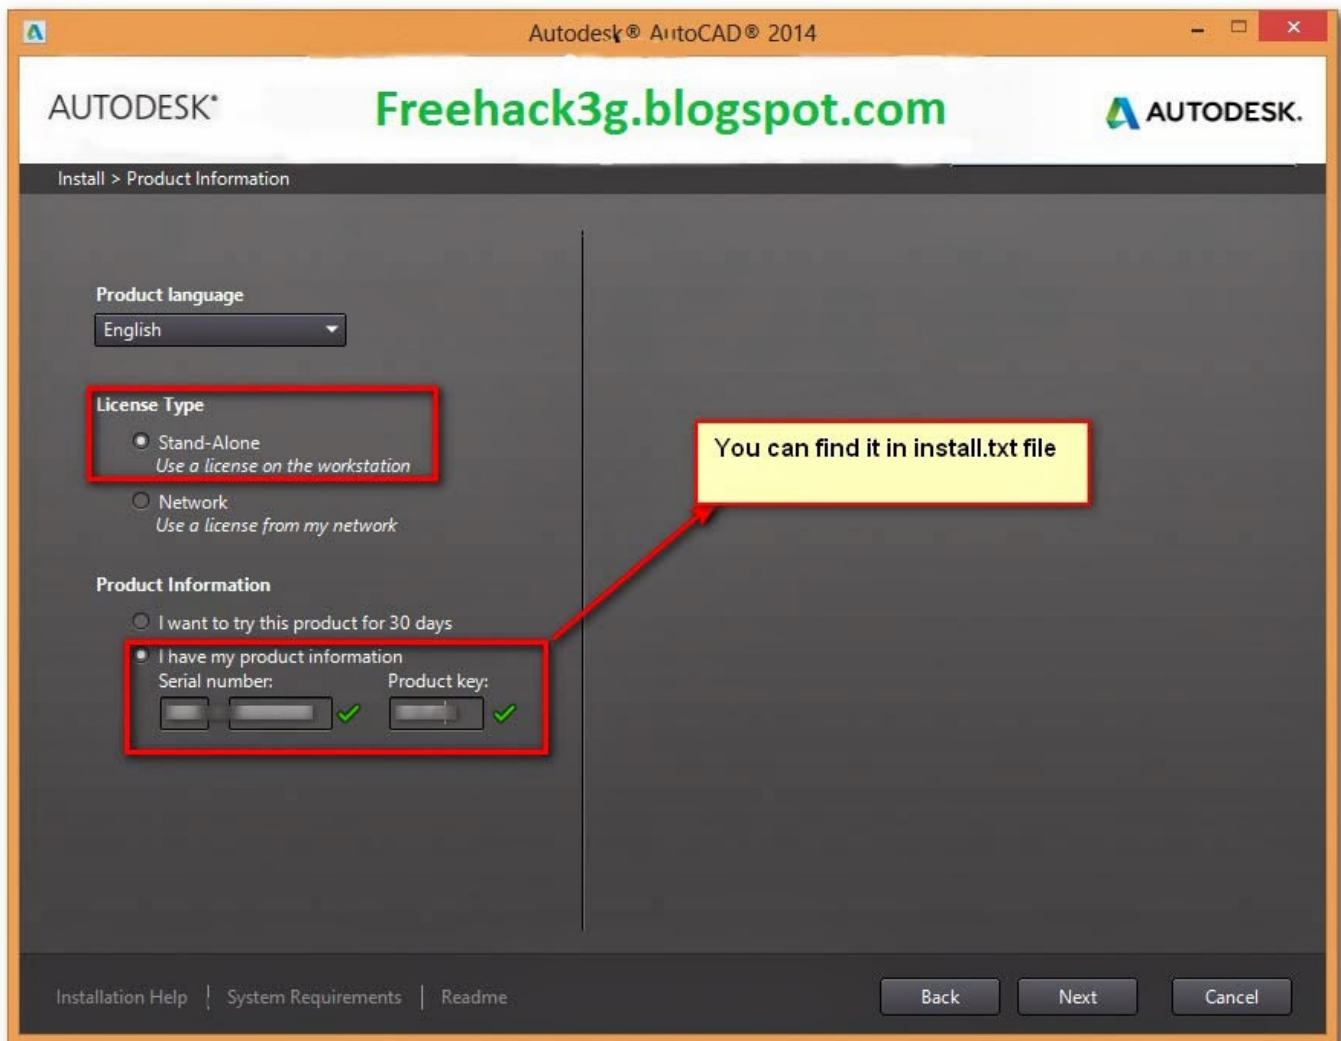 Autodesk® AutoCAD® 2014
AUTODESK®
Freehack3g.blogspot.com
AUTODESK.
Install > Product Information
Product language
English
License Type
Stand-Alone
Use a license on the workstation
You can find it in install.txt file
Network
Use a license from my network
Product Information
I want to try this product for 30 days
I have my product information
Serial number: Product key:
Installation Help | System Requirements | Readme
Back Next Cancel